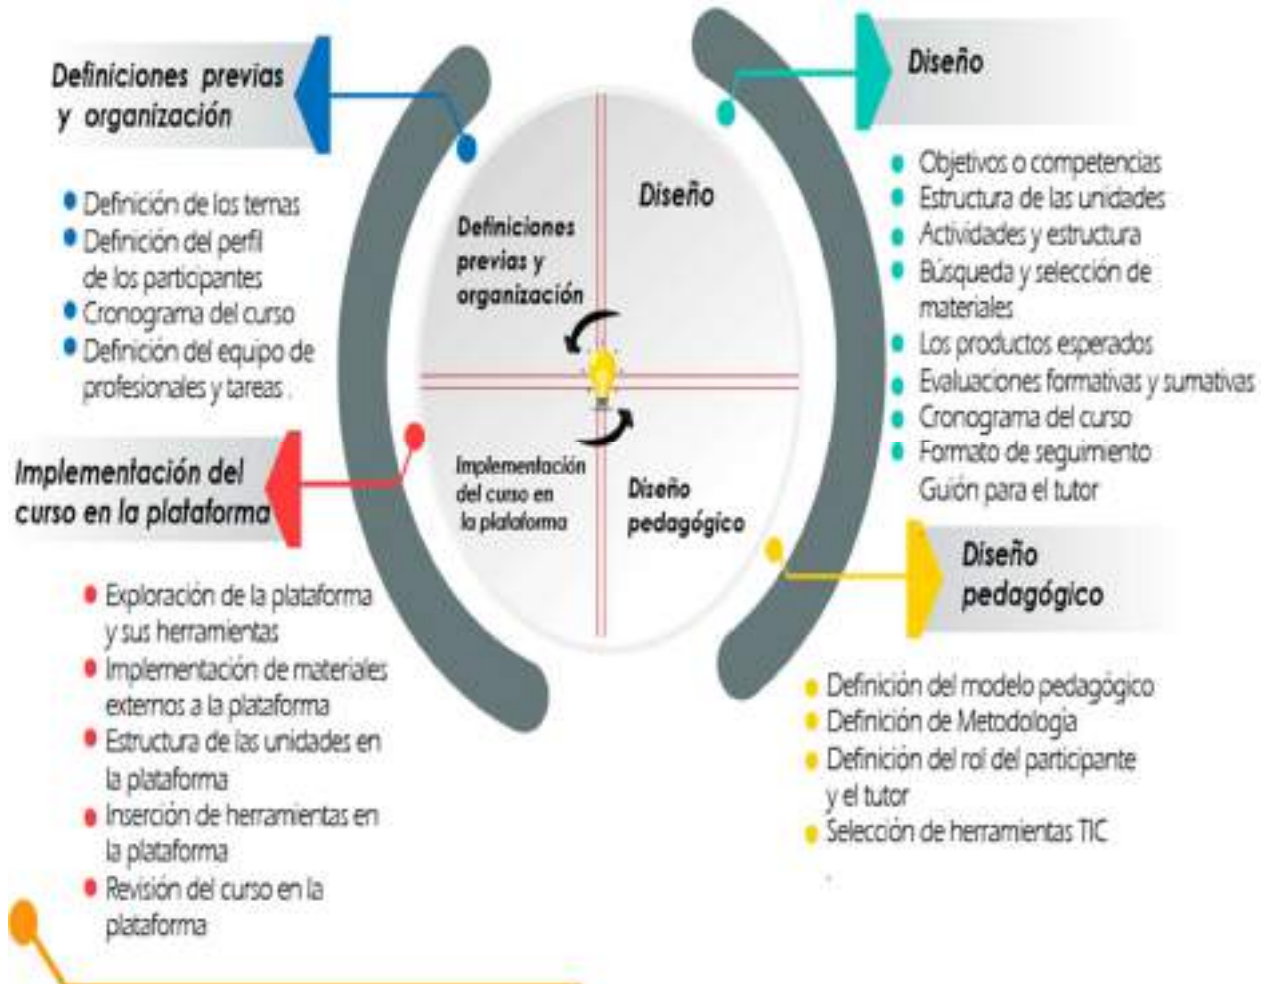 Definiciones previas
y organización
Definición de los temas
Definición del perfil
de los participantes
Cronograma del curso
Definición del equipo de
profesionales y tareas .
Implementación del
curso en la plataforma
Exploración de la plataforma
y sus herramientas
Implementación de materiales
externos a la plataforma
Estructura de las unidades en
la plataforma
Inserción de herramientas en
la plataforma
Revisión del curso en la
plataforma
Definiciones
previas y
organización
Diseño
Implementación
del curso en
la plataforma
Diseño
pedagógico
Diseño
Objetivos o competencias
Estructura de las unidades
Actividades y estructura
Búsqueda y selección de
materiales
Los productos esperados
Evaluaciones formativas y sumativas
Cronograma del curso
Formato de seguimiento
Guión para el tutor
Diseño
pedagógico
Definición del modelo pedagógico
Definición de Metodología
Definición del rol del participante
y el tutor
Selección de herramientas TIC
.